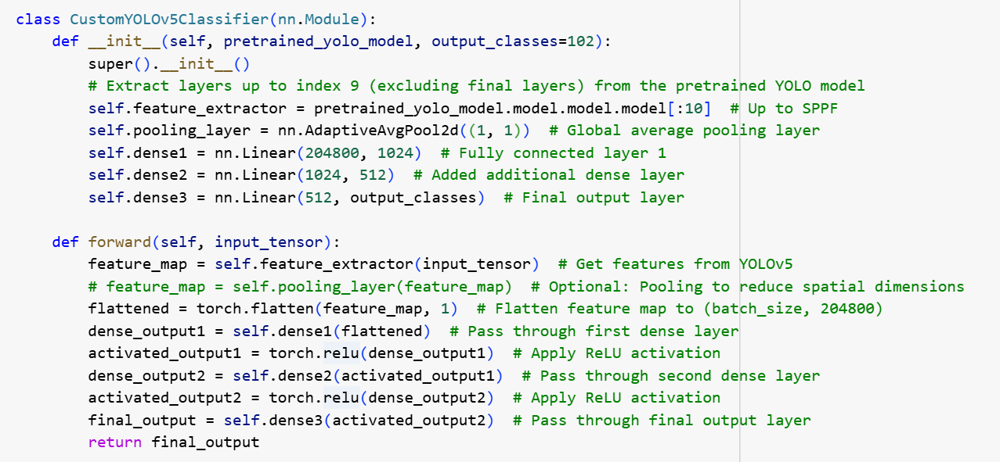 class CustomYOLOv5Classifier(nn.Module):
    def __init__(self, pretrained_yolo_model, output_classes=102):
        super().__init__()
        # Extract layers up to index 9 (excluding final layers) from the pretrained YOLO model
        self.feature_extractor = pretrained_yolo_model.model.model.model[:10]  # Up to SPPF
        self.pooling_layer = nn.AdaptiveAvgPool2d((1, 1))  # Global average pooling layer
        self.dense1 = nn.Linear(204800, 1024)  # Fully connected layer 1
        self.dense2 = nn.Linear(1024, 512)  # Added additional dense layer
        self.dense3 = nn.Linear(512, output_classes)  # Final output layer

    def forward(self, input_tensor):
        feature_map = self.feature_extractor(input_tensor)  # Get features from YOLOv5
        # feature_map = self.pooling_layer(feature_map)  # Optional: Pooling to reduce spatial dimensions
        flattened = torch.flatten(feature_map, 1)  # Flatten feature map to (batch_size, 204800)
        dense_output1 = self.dense1(flattened)  # Pass through first dense layer
        activated_output1 = torch.relu(dense_output1)  # Apply ReLU activation
        dense_output2 = self.dense2(activated_output1)  # Pass through second dense layer
        activated_output2 = torch.relu(dense_output2)  # Apply ReLU activation
        final_output = self.dense3(activated_output2)  # Pass through final output layer
        return final_output